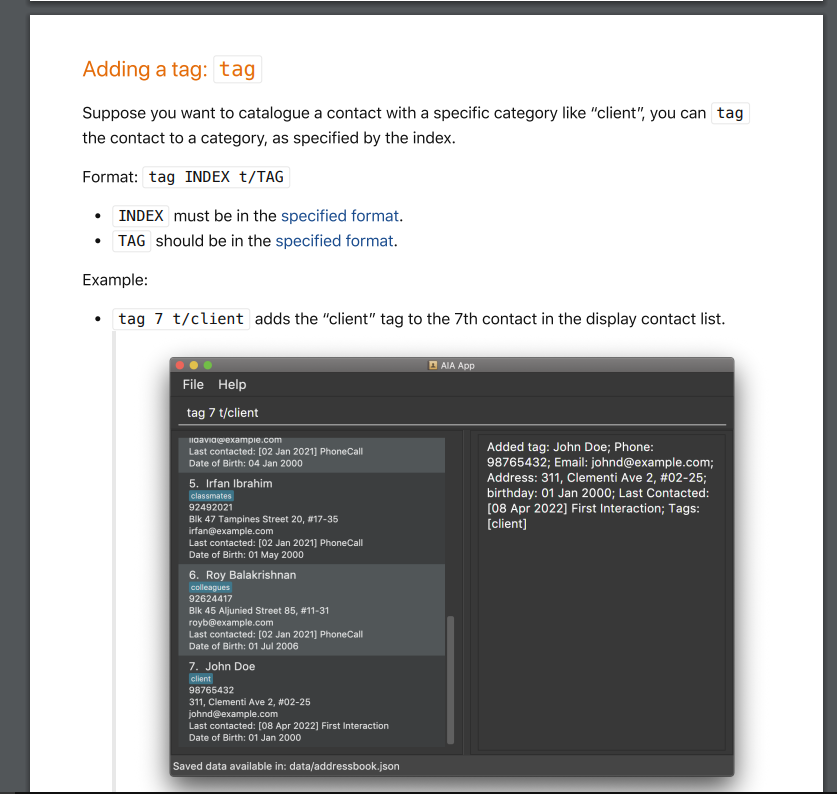 Adding a tag: tag
Suppose you want to catalogue a contact with a specific category like “client”, you can tag
the contact to a category, as specified by the index.
Format: tag INDEX t/TAG
• INDEX must be in the specified format.
• TAG should be in the specified format.
Example:
• tag 7 t/client adds the “client” tag to the 7th contact in the display contact list.
AIA App
File Help
tag 7 t/client
lidavid@example.com
Last contacted: [02 Jan 2021] PhoneCall
Date of Birth: 04 Jan 2000
5. Irfan Ibrahim
classmates
92492021
Blk 47 Tampines Street 20, #17-35
irfan@example.com
Last contacted: [02 Jan 2021] PhoneCall
Date of Birth: 01 May 2000
6. Roy Balakrishnan
colleagues
92624417
Blk 45 Aljunied Street 85, #11-31
royb@example.com
Last contacted: [02 Jan 2021] PhoneCall
Date of Birth: 01 Jul 2006
7. John Doe
client
98765432
311, Clementi Ave 2, #02-25
johnd@example.com
Last contacted: [08 Apr 2022] First Interaction
Date of Birth: 01 Jan 2000
Added tag: John Doe; Phone:
98765432; Email: johnd@example.com;
Address: 311, Clementi Ave 2, #02-25;
birthday: 01 Jan 2000; Last Contacted:
[08 Apr 2022] First Interaction; Tags:
[client]
Saved data available in: data/addressbook.json